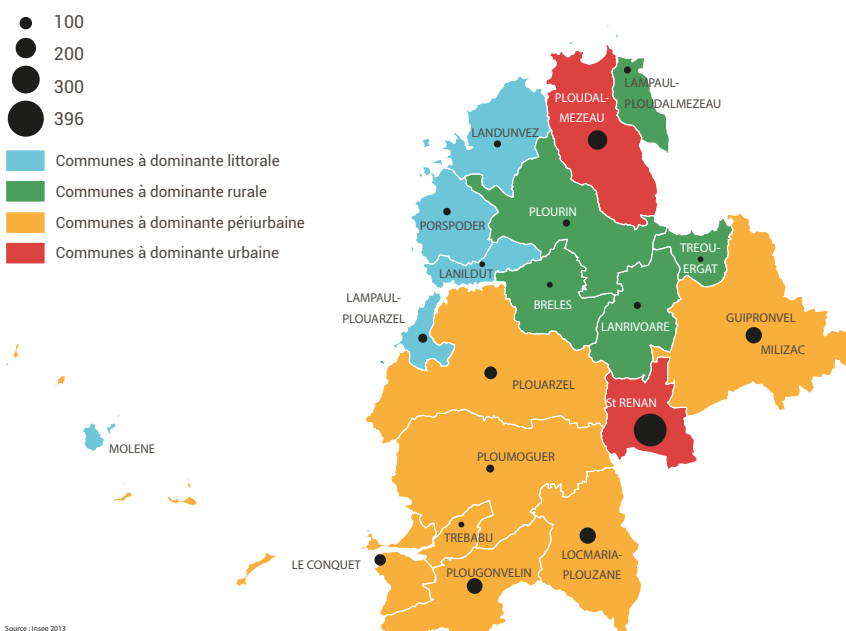 100
200
300
396
Communes à dominante littorale
Communes à dominante rurale
Communes à dominante périurbaine
Communes à dominante urbaine
LAMPAUL-
PLOUDALMEZEAU
PLOUDAL-
MEZEAU
LANDUNVEZ
PLOURIN
PORSPODER
TREOU-
ERGAT
LANILDUT
LAMPAUL-
PLOUARZEL
BRELES
LANRIVOARE
GUIPRONVEL
MILIZAC
PLOUARZEL
St RENAN
MOLENE
PLOUMOGUER
TREBABU
LE CONQUET
PLOUGONVELIN
LOCMARIA-
PLOUZANE
Source : Insee 2013